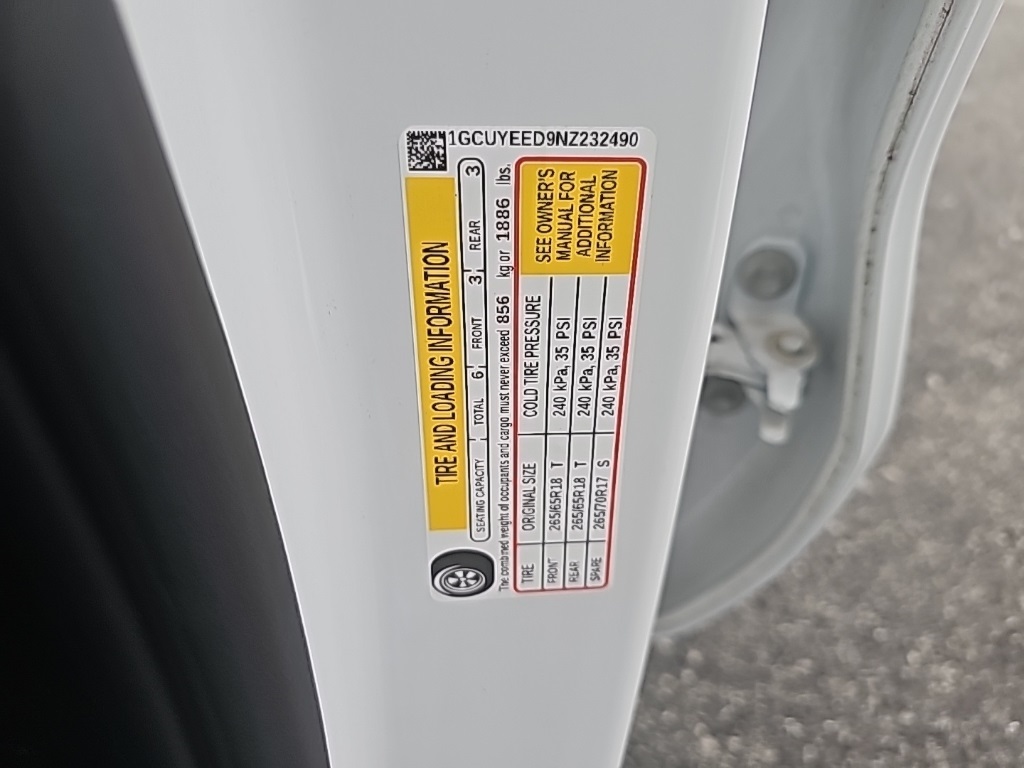 1GCUYEED9NZ232490
TIRE AND LOADING INFORMATION
SEATING CAPACITY TOTAL 6 FRONT 3 REAR 3
The combined weight of occupants and cargo must never exceed 856 kg or 1886 lbs.
TIRE ORIGINAL SIZE COLD TIRE PRESSURE
FRONT 265/65R18 T 240 kPa, 35 PSI
REAR 265/65R18 T 240 kPa, 35 PSI
SPARE 265/70R17 S 240 kPa, 35 PSI
SEE OWNER'S
MANUAL FOR
ADDITIONAL
INFORMATION